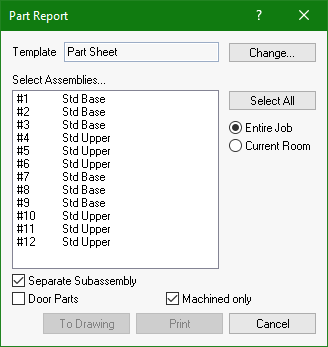 Part Report ? ×
Template Part Sheet Change...
Select Assemblies...
#1 Std Base
#2 Std Base
#3 Std Base
#4 Std Upper
#5 Std Upper
#6 Std Upper
#7 Std Base
#8 Std Base
#9 Std Base
#10 Std Upper
#11 Std Upper
#12 Std Upper
Select All
Entire Job
Current Room
Separate Subassembly
Door Parts Machined only
To Drawing Print Cancel